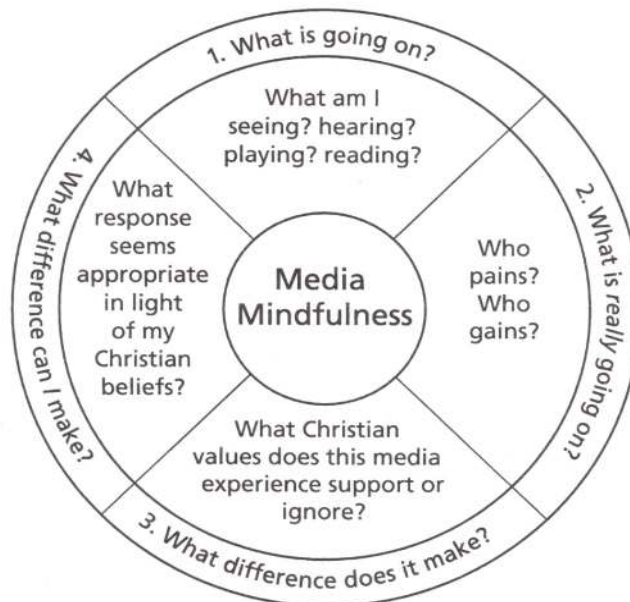 1. What is going on?
What am I
seeing? hearing?
playing? reading?
2. What is really going on?
Who
pains?
Who
gains?
3. What difference does it make?
What Christian
values does this media
experience support or
ignore?
4. What difference can I make?
What
response
seems
appropriate
in light
of my
Christian
beliefs?
Media
Mindfulness